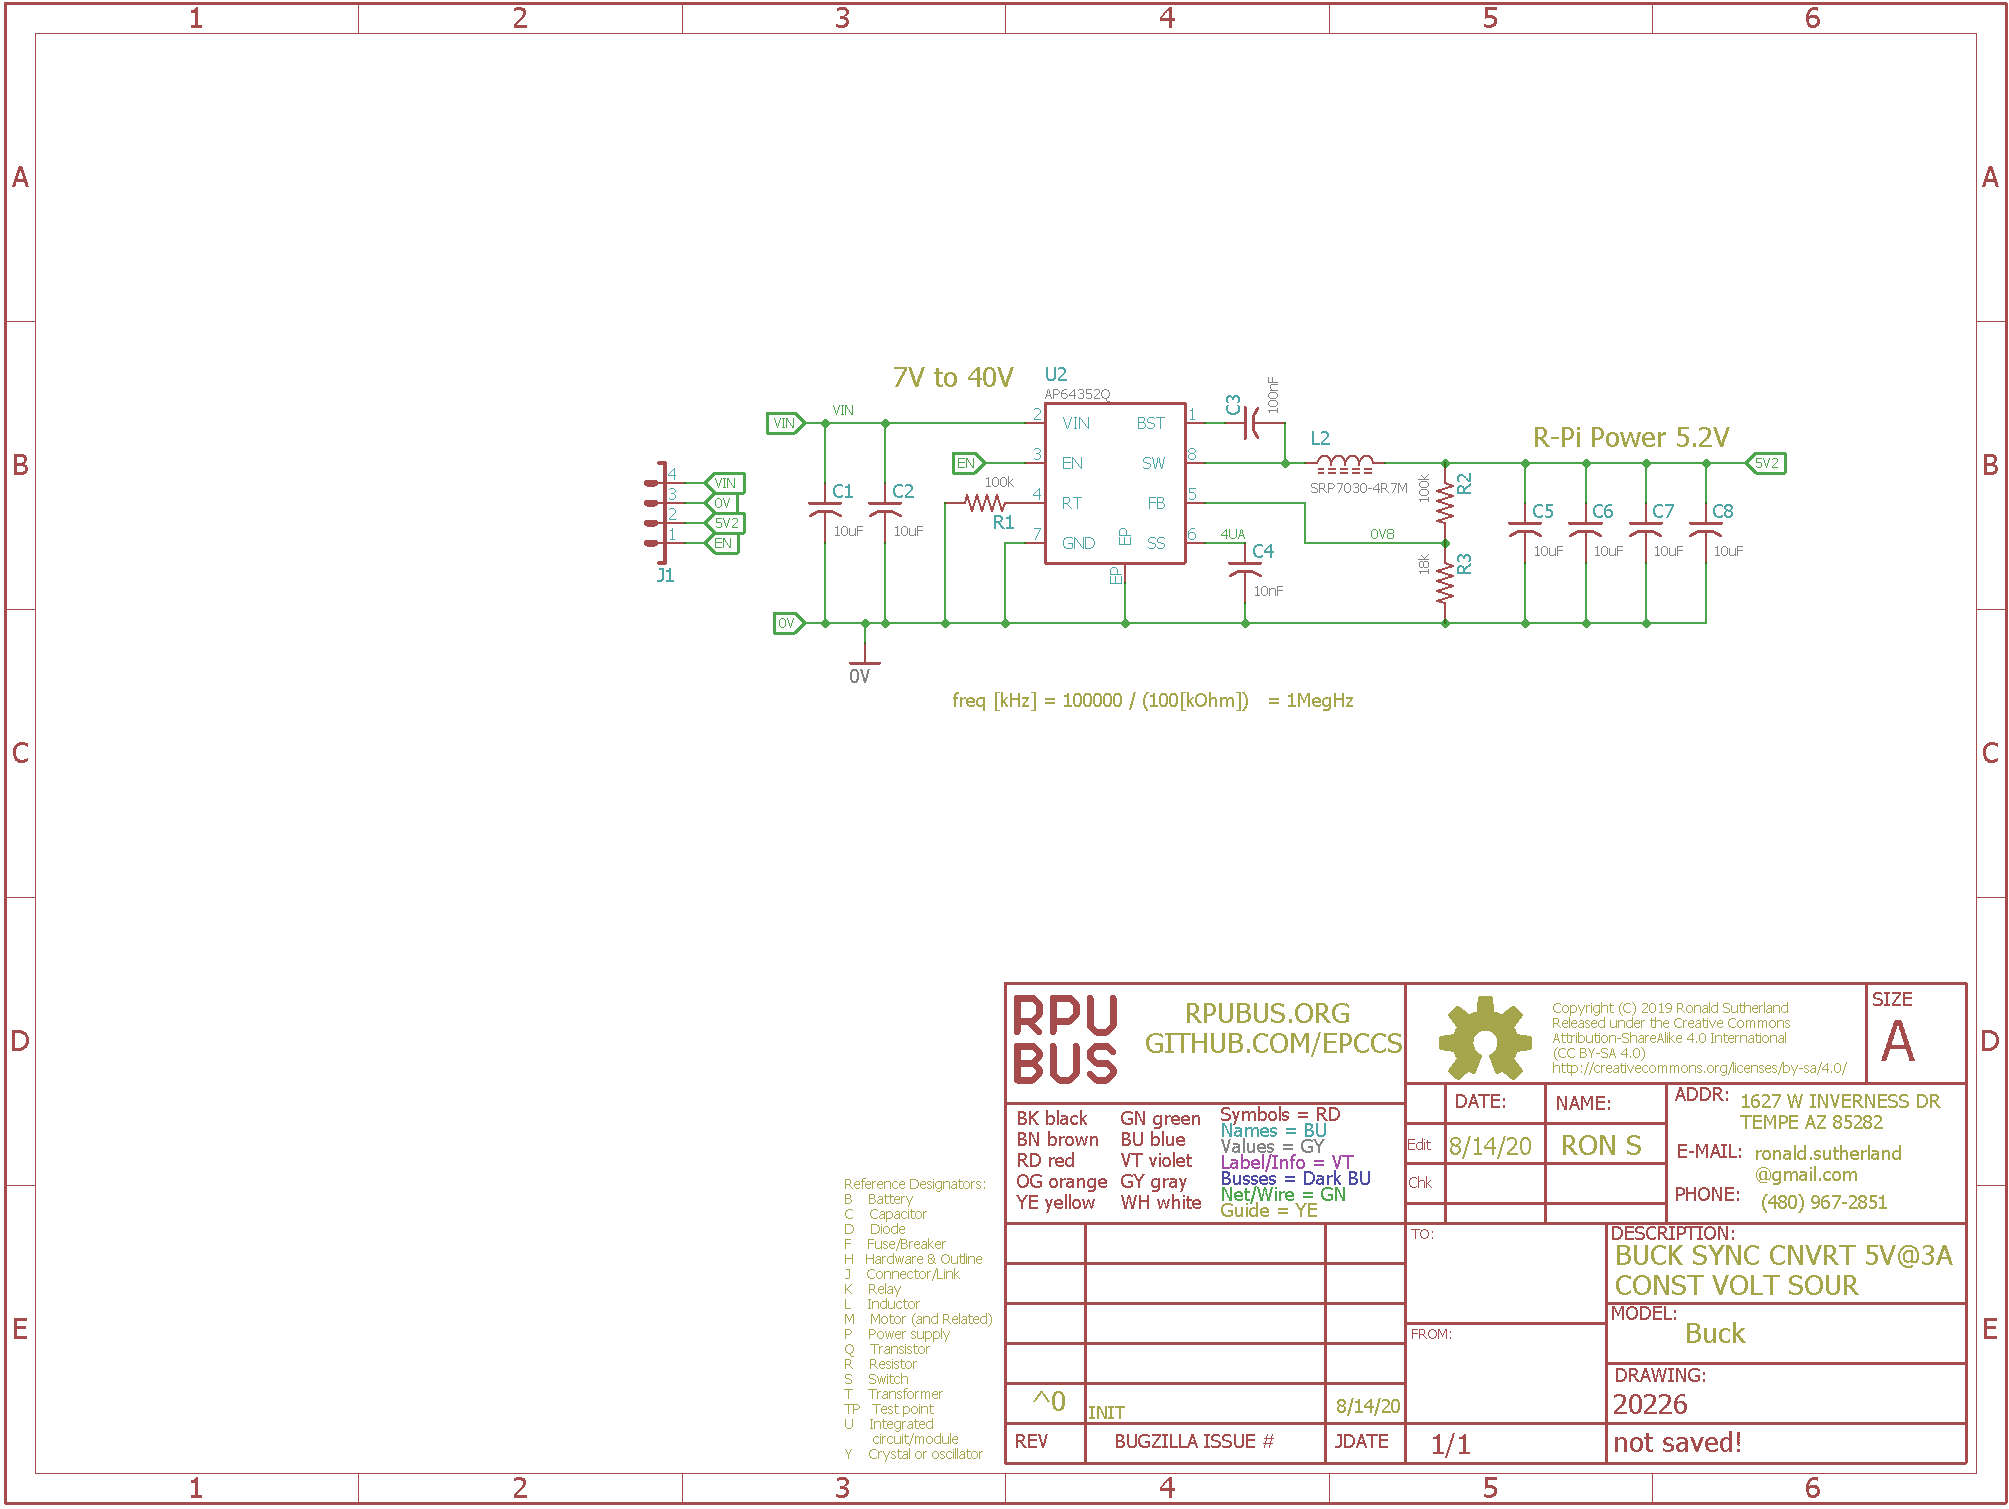 1 2 3 4 5 6
A A
B B
C C
D D
E E
1 2 3 4 5 6
7V to 40V
U2
AP64352Q
VIN
VIN
2 VIN
3 EN
4 RT
7 GND
EP
EP
BST 1
SW 8
FB 5
SS 6
EN
100k
R1
C1
10uF
C2
10uF
4 VIN
3 0V
2 5V2
1 EN
J1
0V
0V
C3
100nF
L2
SRP7030-4R7M
4UA
C4
10nF
0V8
100k
R2
18k
R3
R-Pi Power 5.2V
5V2
C5
10uF
C6
10uF
C7
10uF
C8
10uF
freq [kHz] = 100000 / (100[kOhm]) = 1MegHz
Reference Designators:
B Battery
C Capacitor
D Diode
F Fuse/Breaker
H Hardware & Outline
J Connector/Link
K Relay
L Inductor
M Motor (and Related)
P Power supply
Q Transistor
R Resistor
S Switch
T Transformer
TP Test point
U Integrated
circuit/module
Y Crystal or oscillator
RPU
BUS
RPUBUS.ORG
GITHUB.COM/EPCCS
Copyright (C) 2019 Ronald Sutherland
Released under the Creative Commons
Attribution-ShareAlike 4.0 International
(CC BY-SA 4.0)
http://creativecommons.org/licenses/by-sa/4.0/
SIZE
A
BK black GN green
BN brown BU blue
RD red VT violet
OG orange GY gray
YE yellow WH white
Symbols = RD
Names = BU
Values = GY
Label/Info = VT
Busses = Dark BU
Net/Wire = GN
Guide = YE
DATE: NAME:
Edit 8/14/20 RON S
Chk
ADDR: 1627 W INVERNESS DR
TEMPE AZ 85282
E-MAIL: ronald.sutherland
@gmail.com
PHONE: (480) 967-2851
TO:
FROM:
DESCRIPTION:
BUCK SYNC CNVRT 5V@3A
CONST VOLT SOUR
MODEL:
Buck
DRAWING:
20226
^0 INIT 8/14/20
REV BUGZILLA ISSUE # JDATE
1/1
not saved!